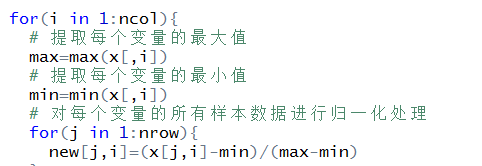 for(i in 1:ncol){
# 提取每个变量的最大值
max=max(x[,i])
# 提取每个变量的最小值
min=min(x[,i])
# 对每个变量的所有样本数据进行归一化处理
for(j in 1:nrow){
new[j,i]=(x[j,i]-min)/(max-min)